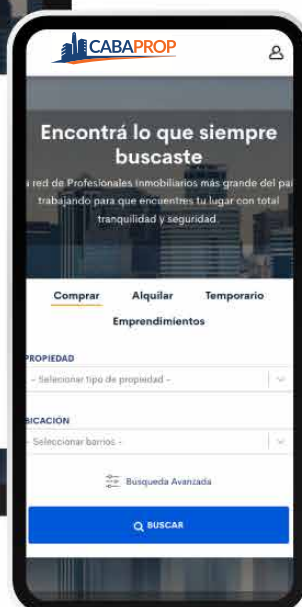 CABAPROP
Encontrá lo que siempre
buscaste
red de Profesionales Inmobiliarios más grande del
trabajando para que encuentres tu lugar con total
tranquilidad y seguridad.
Comprar Alquilar Temporario
Emprendimientos
PROPIEDAD
- Selecionar tipo de propiedad -
BICACIÓN
- Seleccionar barrios -
Búsqueda Avanzada
BUSCAR